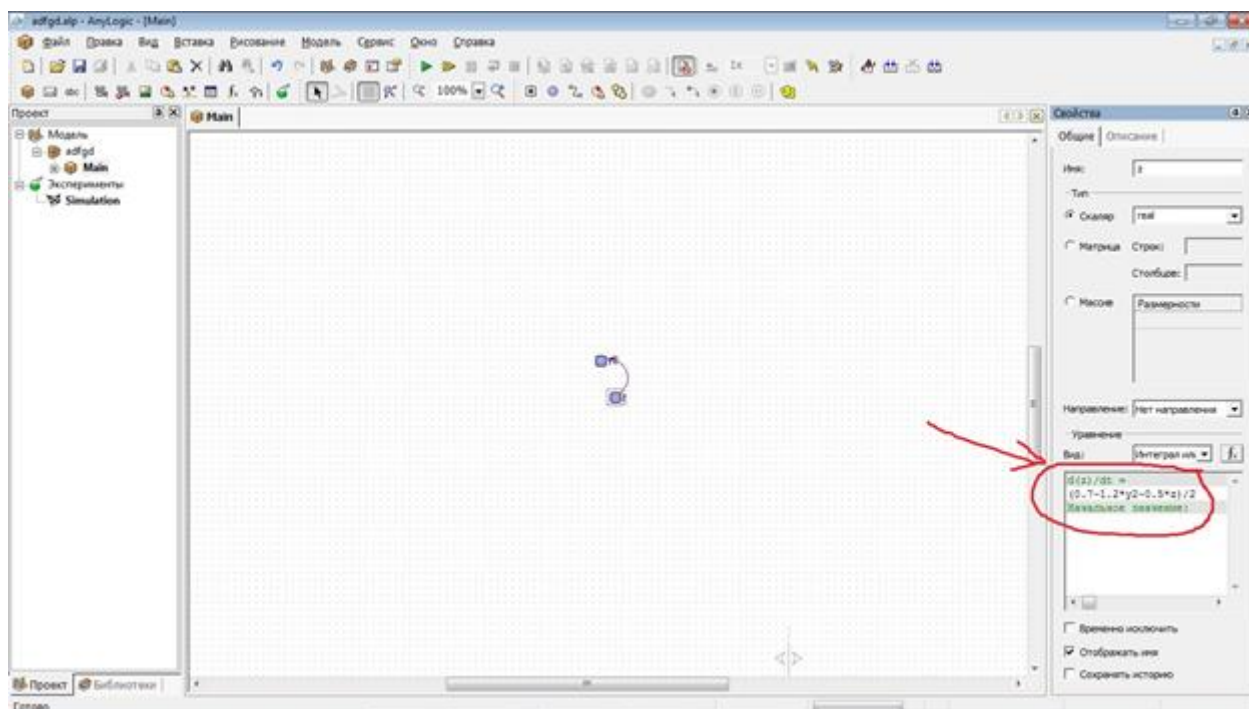 adfgd.alp - AnyLogic - [Main]
Файл Правка Вид Вставка Рисование Модель Сервис Окно Справка
100%
Проект
Main
Свойства
Модель
adfgd
Main
Эксперименты
Simulation
Общие Описание
Имя: z
Тип
Скаляр real
Матрица Строк:
Столбцов:
Массив Размерности
Направление: Нет направления
Уравнение
Вид: Интеграл или
d(z)/dt =
(0.7-1.2*y2-0.5*z)/2
Начальное значение:
Временно исключить
Отображать имя
Сохранять историю
Проект Библиотеки
Готово